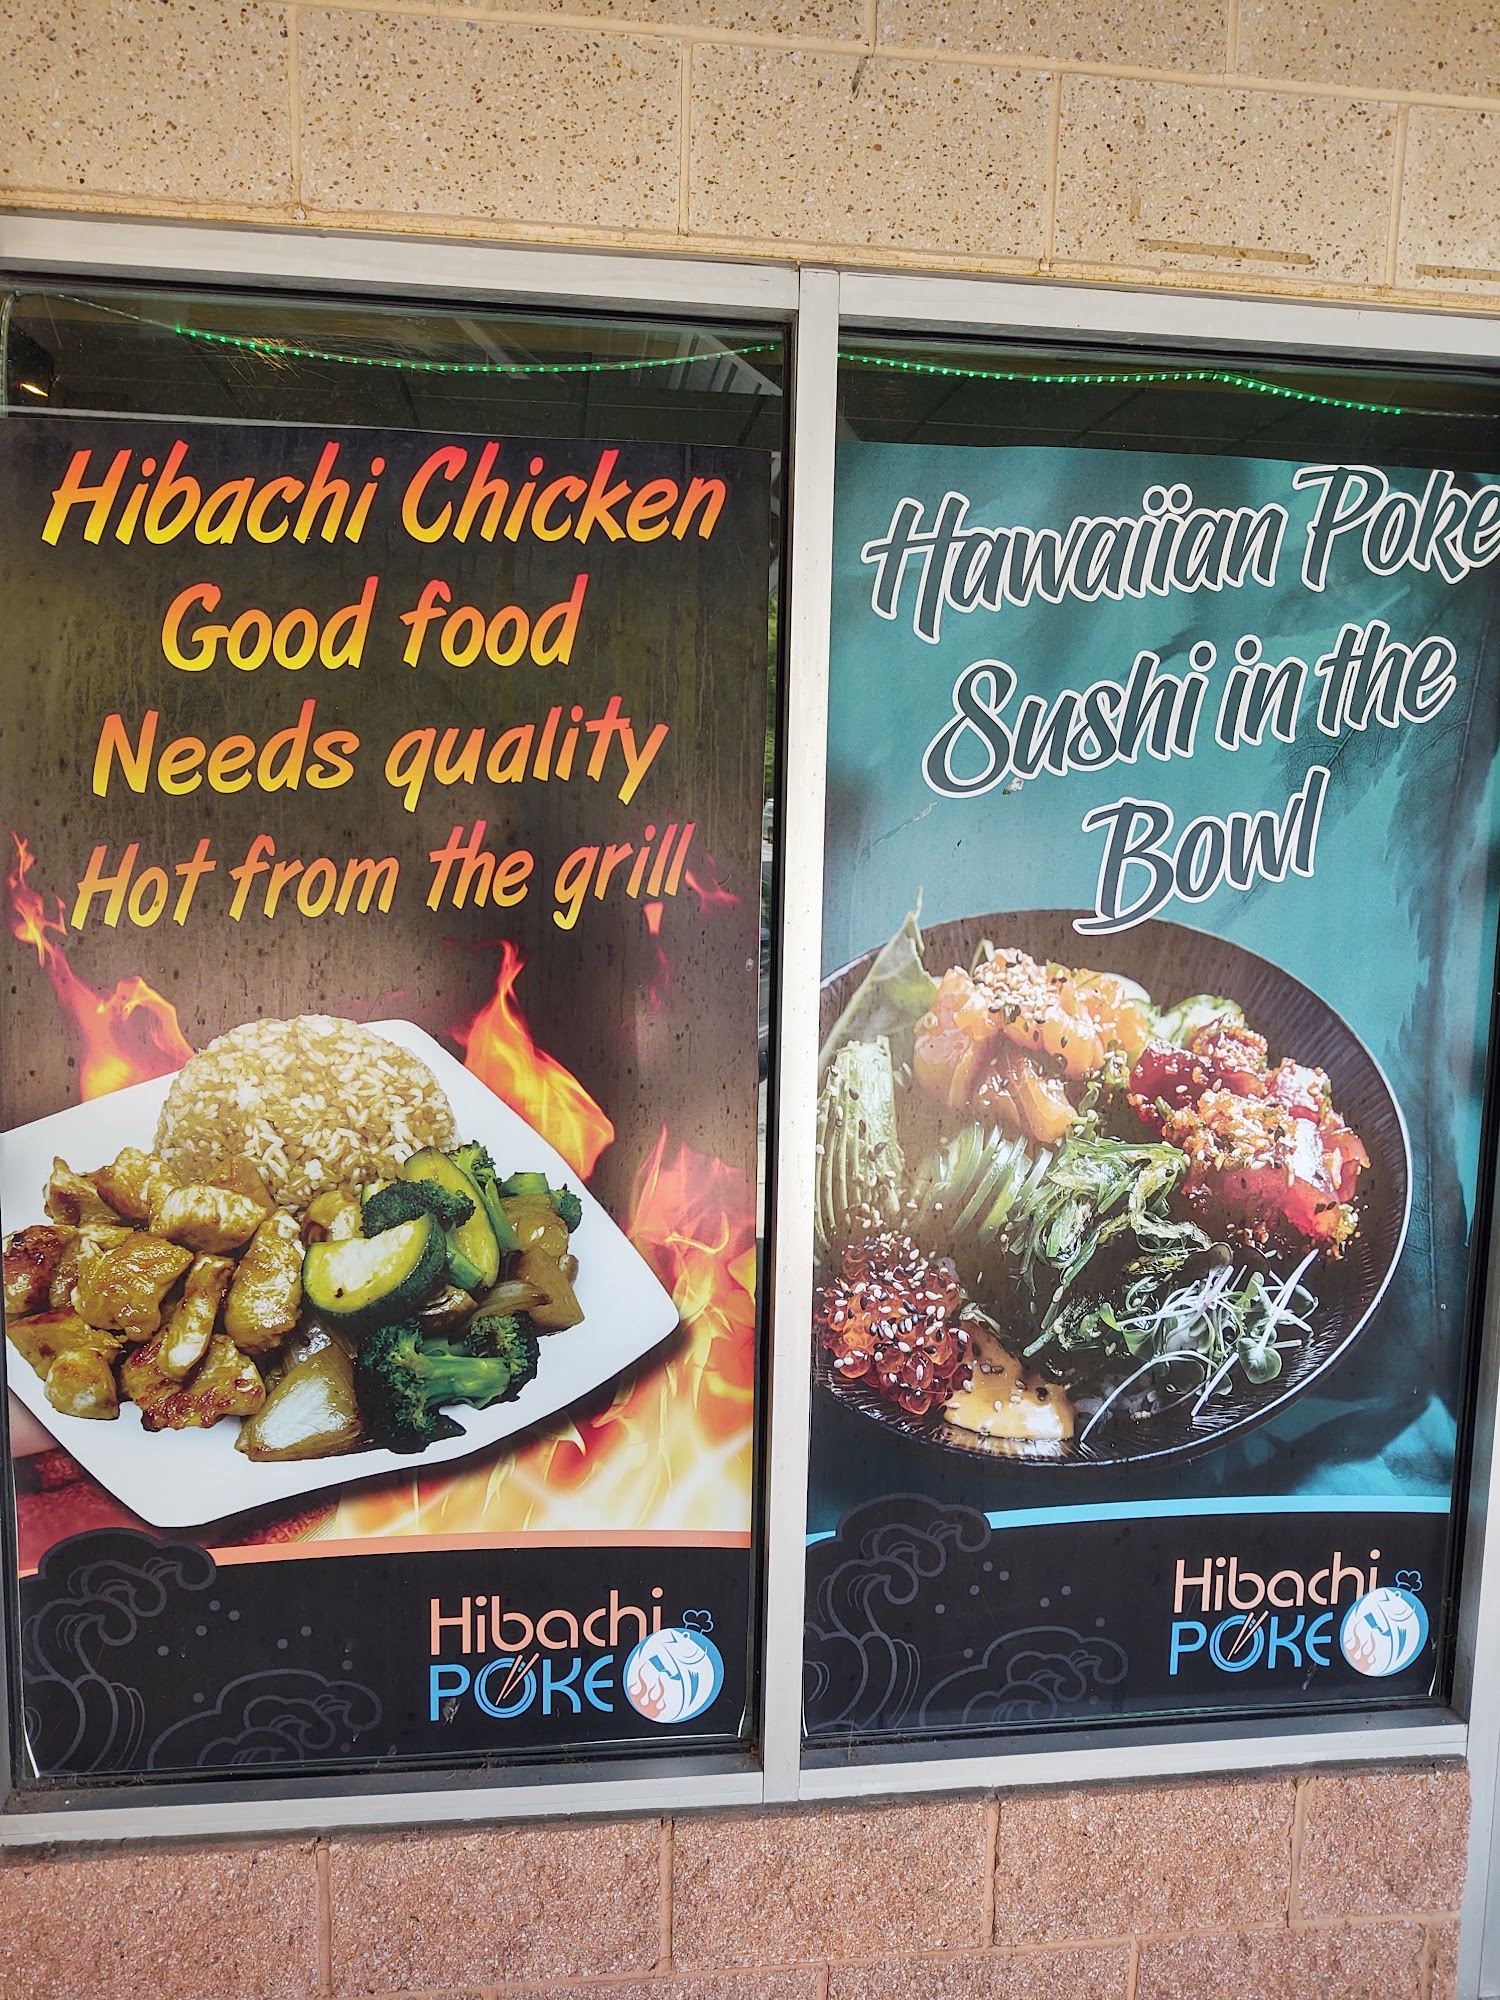 Hibachi Chicken
Good food
Needs quality
Hot from the grill
Hibachi
POKE
Hawaiian Poke
Sushi in the
Bowl
Hibachi
POKE